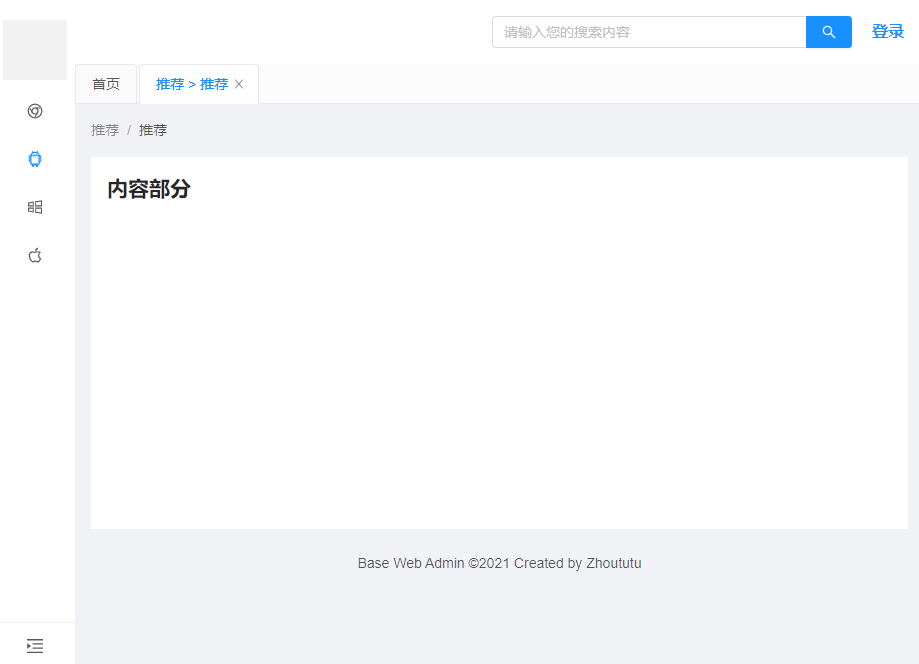 请输入您的搜索内容
登录
首页
推荐 > 推荐
推荐 / 推荐
内容部分
Base Web Admin ©2021 Created by Zhoututu